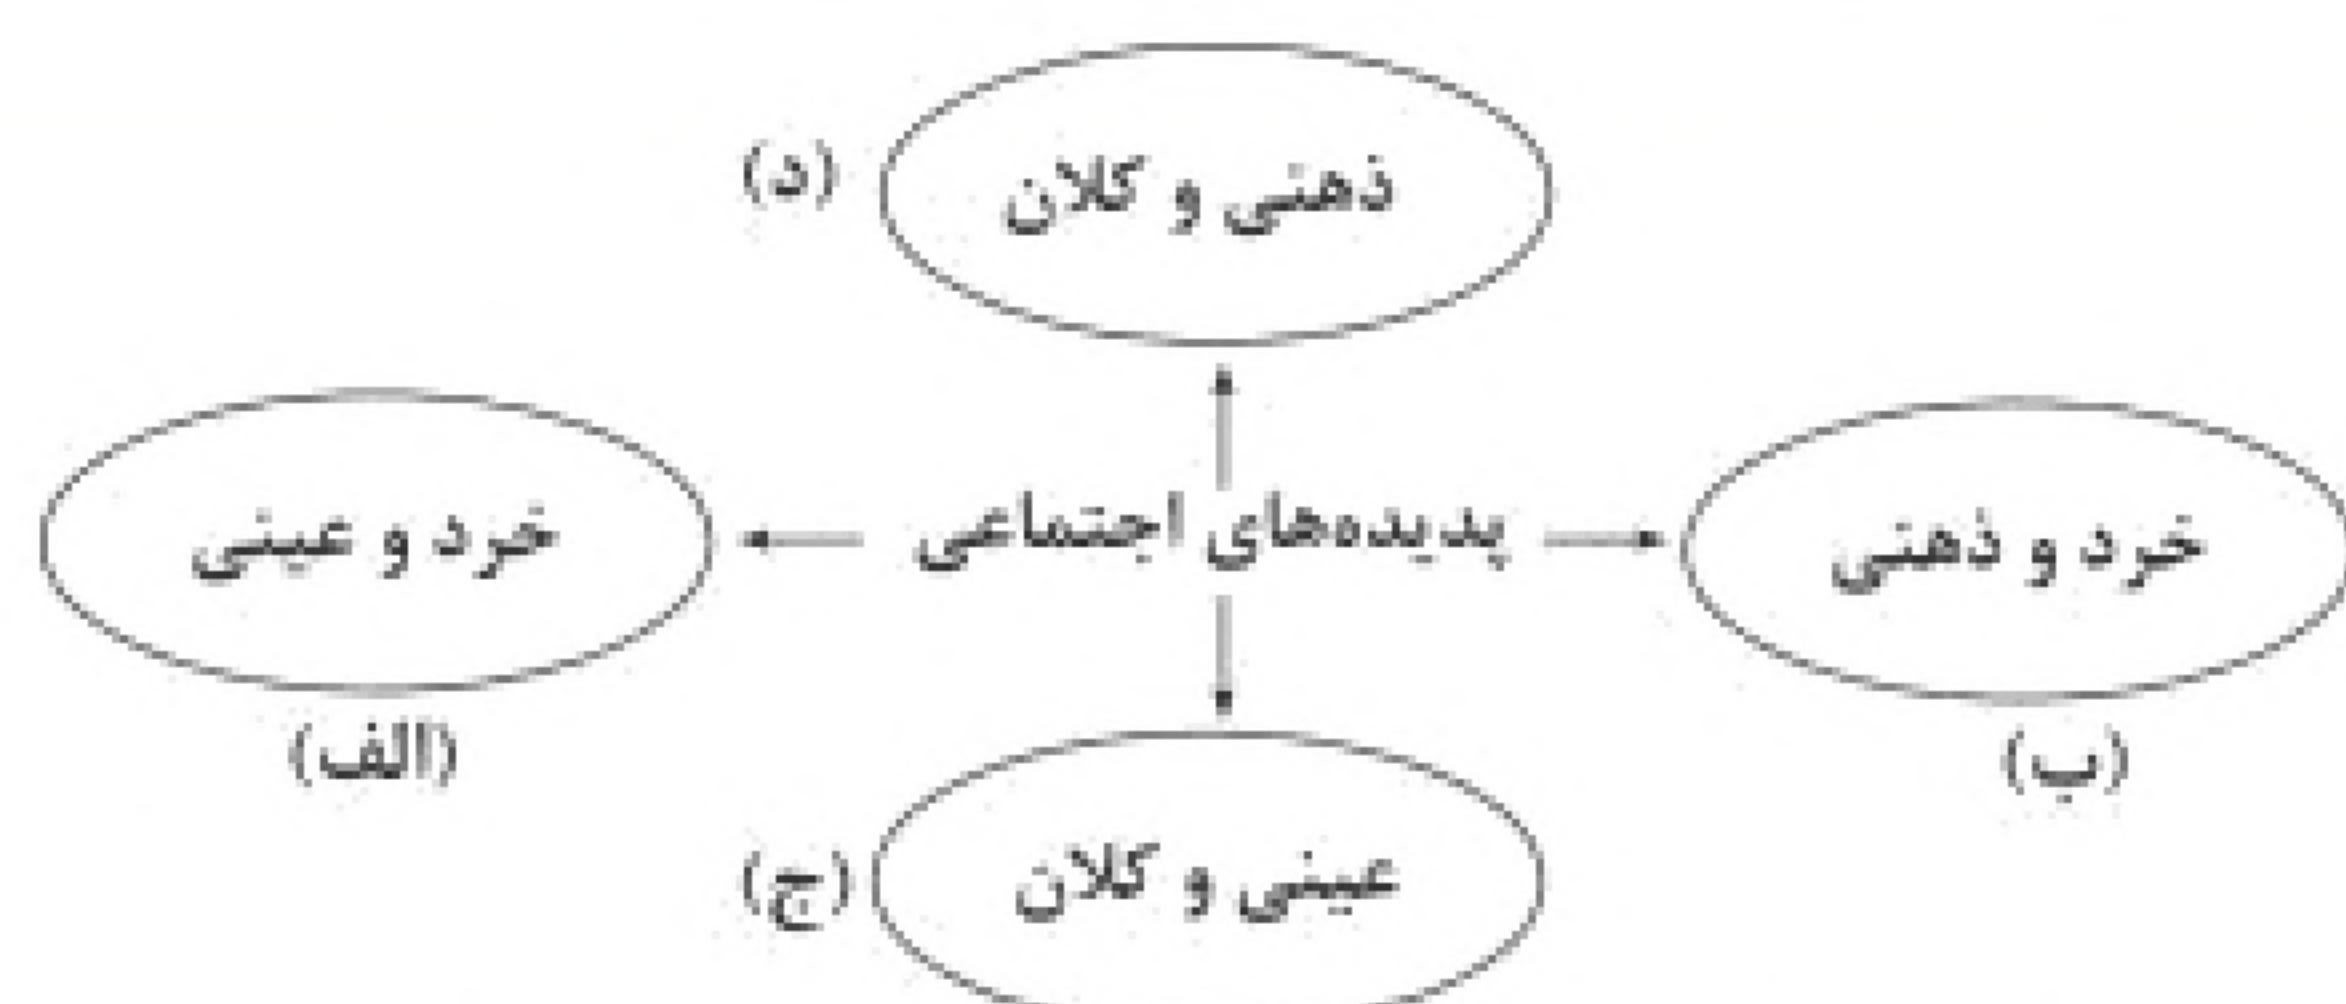 ذهنی و کلان
(د)
خرد و ذهنی
(ب)
پدیده‌های اجتماعی
خرد و عینی
(الف)
عینی و کلان
(ج)